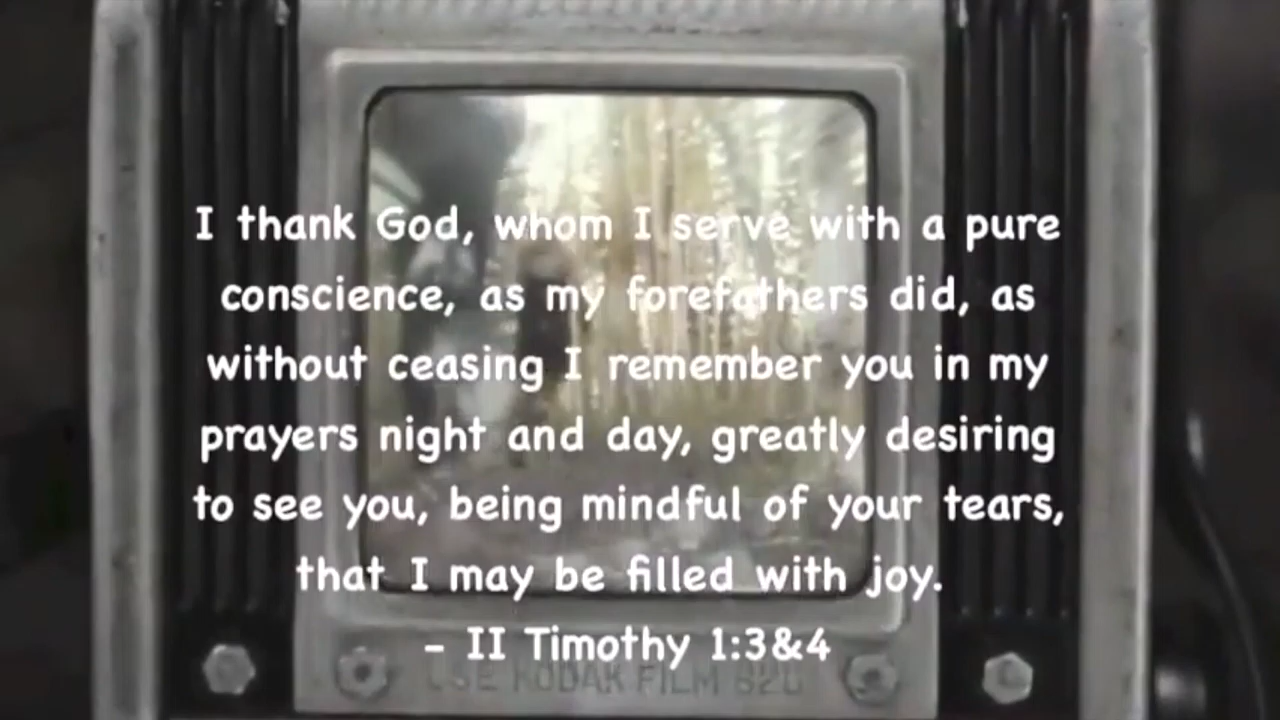 I thank God, whom I serve with a pure
conscience, as my forefathers did, as
without ceasing I remember you in my
prayers night and day, greatly desiring
to see you, being mindful of your tears,
that I may be filled with joy.
- II Timothy 1:3&4
USE KODAK FILM 620